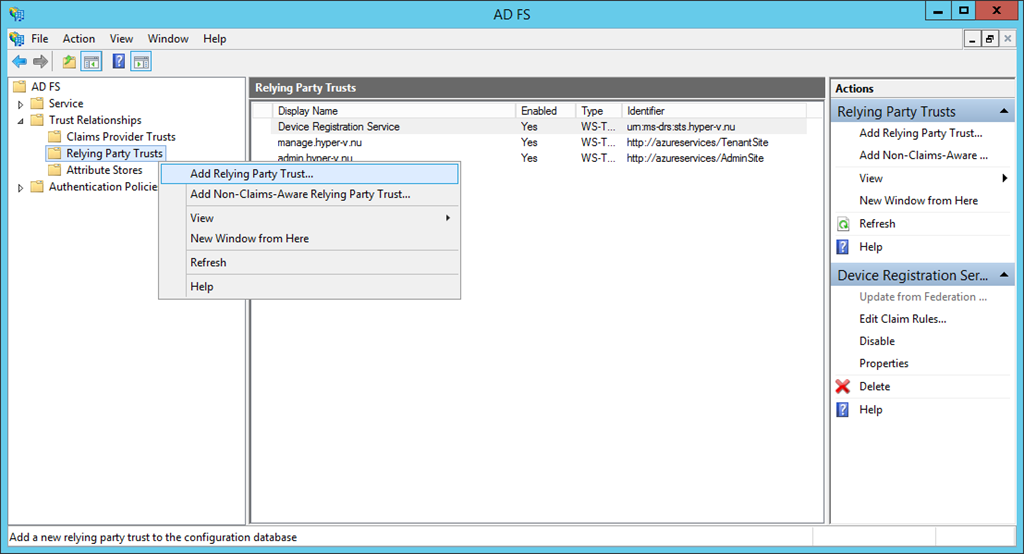 AD FS
File Action View Window Help
AD FS
Service
Trust Relationships
Claims Provider Trusts
Relying Party Trusts
Attribute Stores
Authentication Policie
Add Relying Party Trust...
Add Non-Claims-Aware Relying Party Trust...
View
New Window from Here
Refresh
Help
Relying Party Trusts
Display Name Enabled Type Identifier
Device Registration Service Yes WS-T... urn:ms-drs:sts.hyper-v.nu
manage.hyper-v.nu Yes WS-T... http://azureservices/TenantSite
admin.hyper-v.nu Yes WS-T... http://azureservices/AdminSite
Actions
Relying Party Trusts
Add Relying Party Trust...
Add Non-Claims-Aware ...
View
New Window from Here
Refresh
Help
Device Registration Ser...
Update from Federation ...
Edit Claim Rules...
Disable
Properties
Delete
Help
Add a new relying party trust to the configuration database